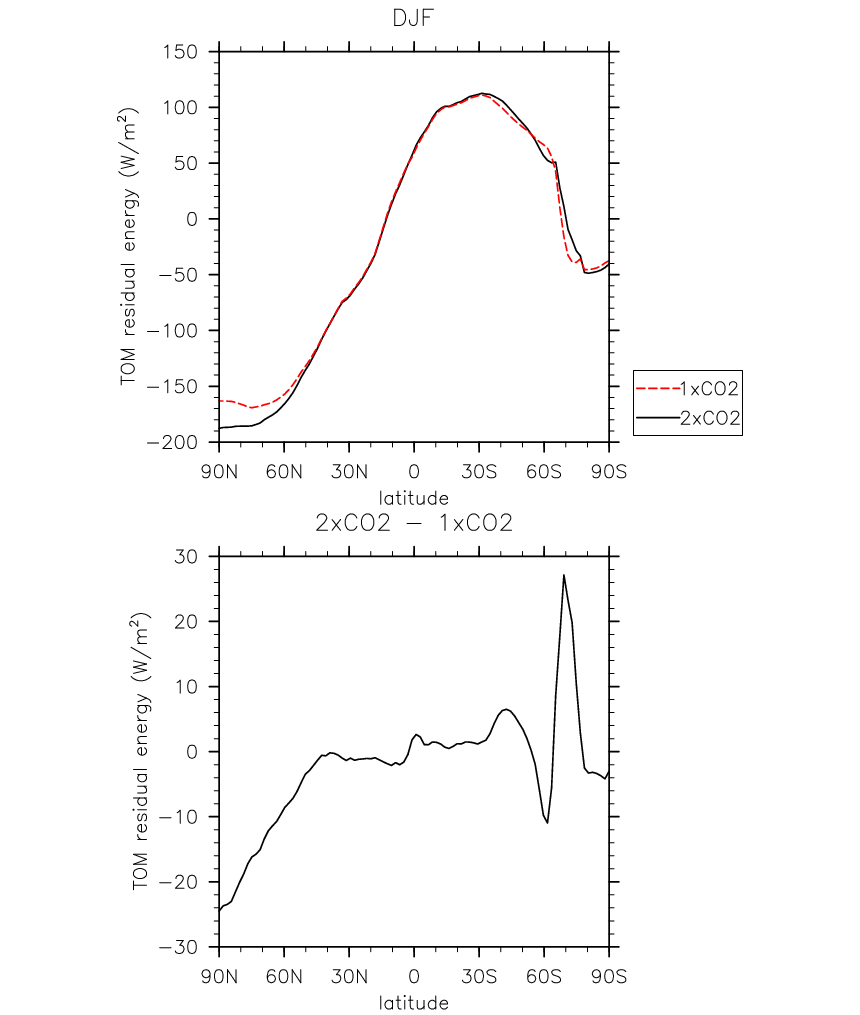 DJF
150
100
50
0
−50
−100
−150
−200
TOM residual energy (W/m²)
90N 60N 30N 0 30S 60S 90S
latitude
1xCO2
2xCO2
2xCO2 − 1xCO2
30
20
10
0
−10
−20
−30
TOM residual energy (W/m²)
90N 60N 30N 0 30S 60S 90S
latitude